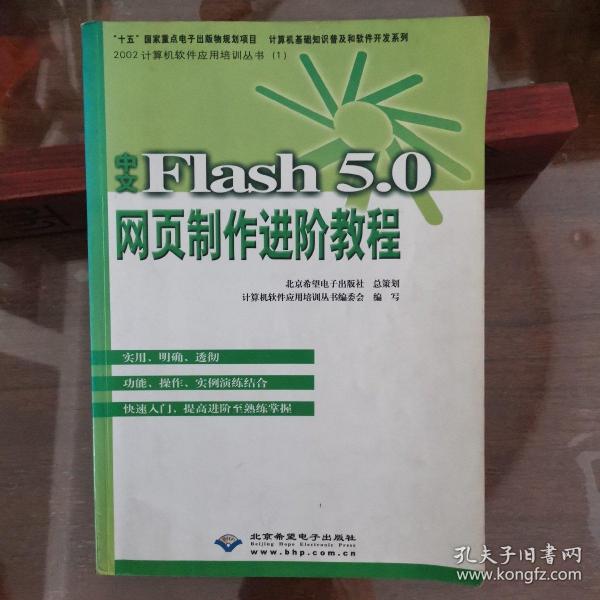 "十五"国家重点电子出版物规划项目 计算机基础知识普及和软件开发系列
2002 计算机软件应用培训丛书 (1)
中文 Flash 5.0
网页制作进阶教程
北京希望电子出版社 总策划
计算机软件应用培训丛书编委会 编 写
实用、明确、透彻
功能、操作、实例演练结合
快速入门、提高进阶至熟练掌握
北京希望电子出版社
Beijing Hope Electronic Press
www.bhp.com.cn
孔夫子旧书网
www.kongfz.com